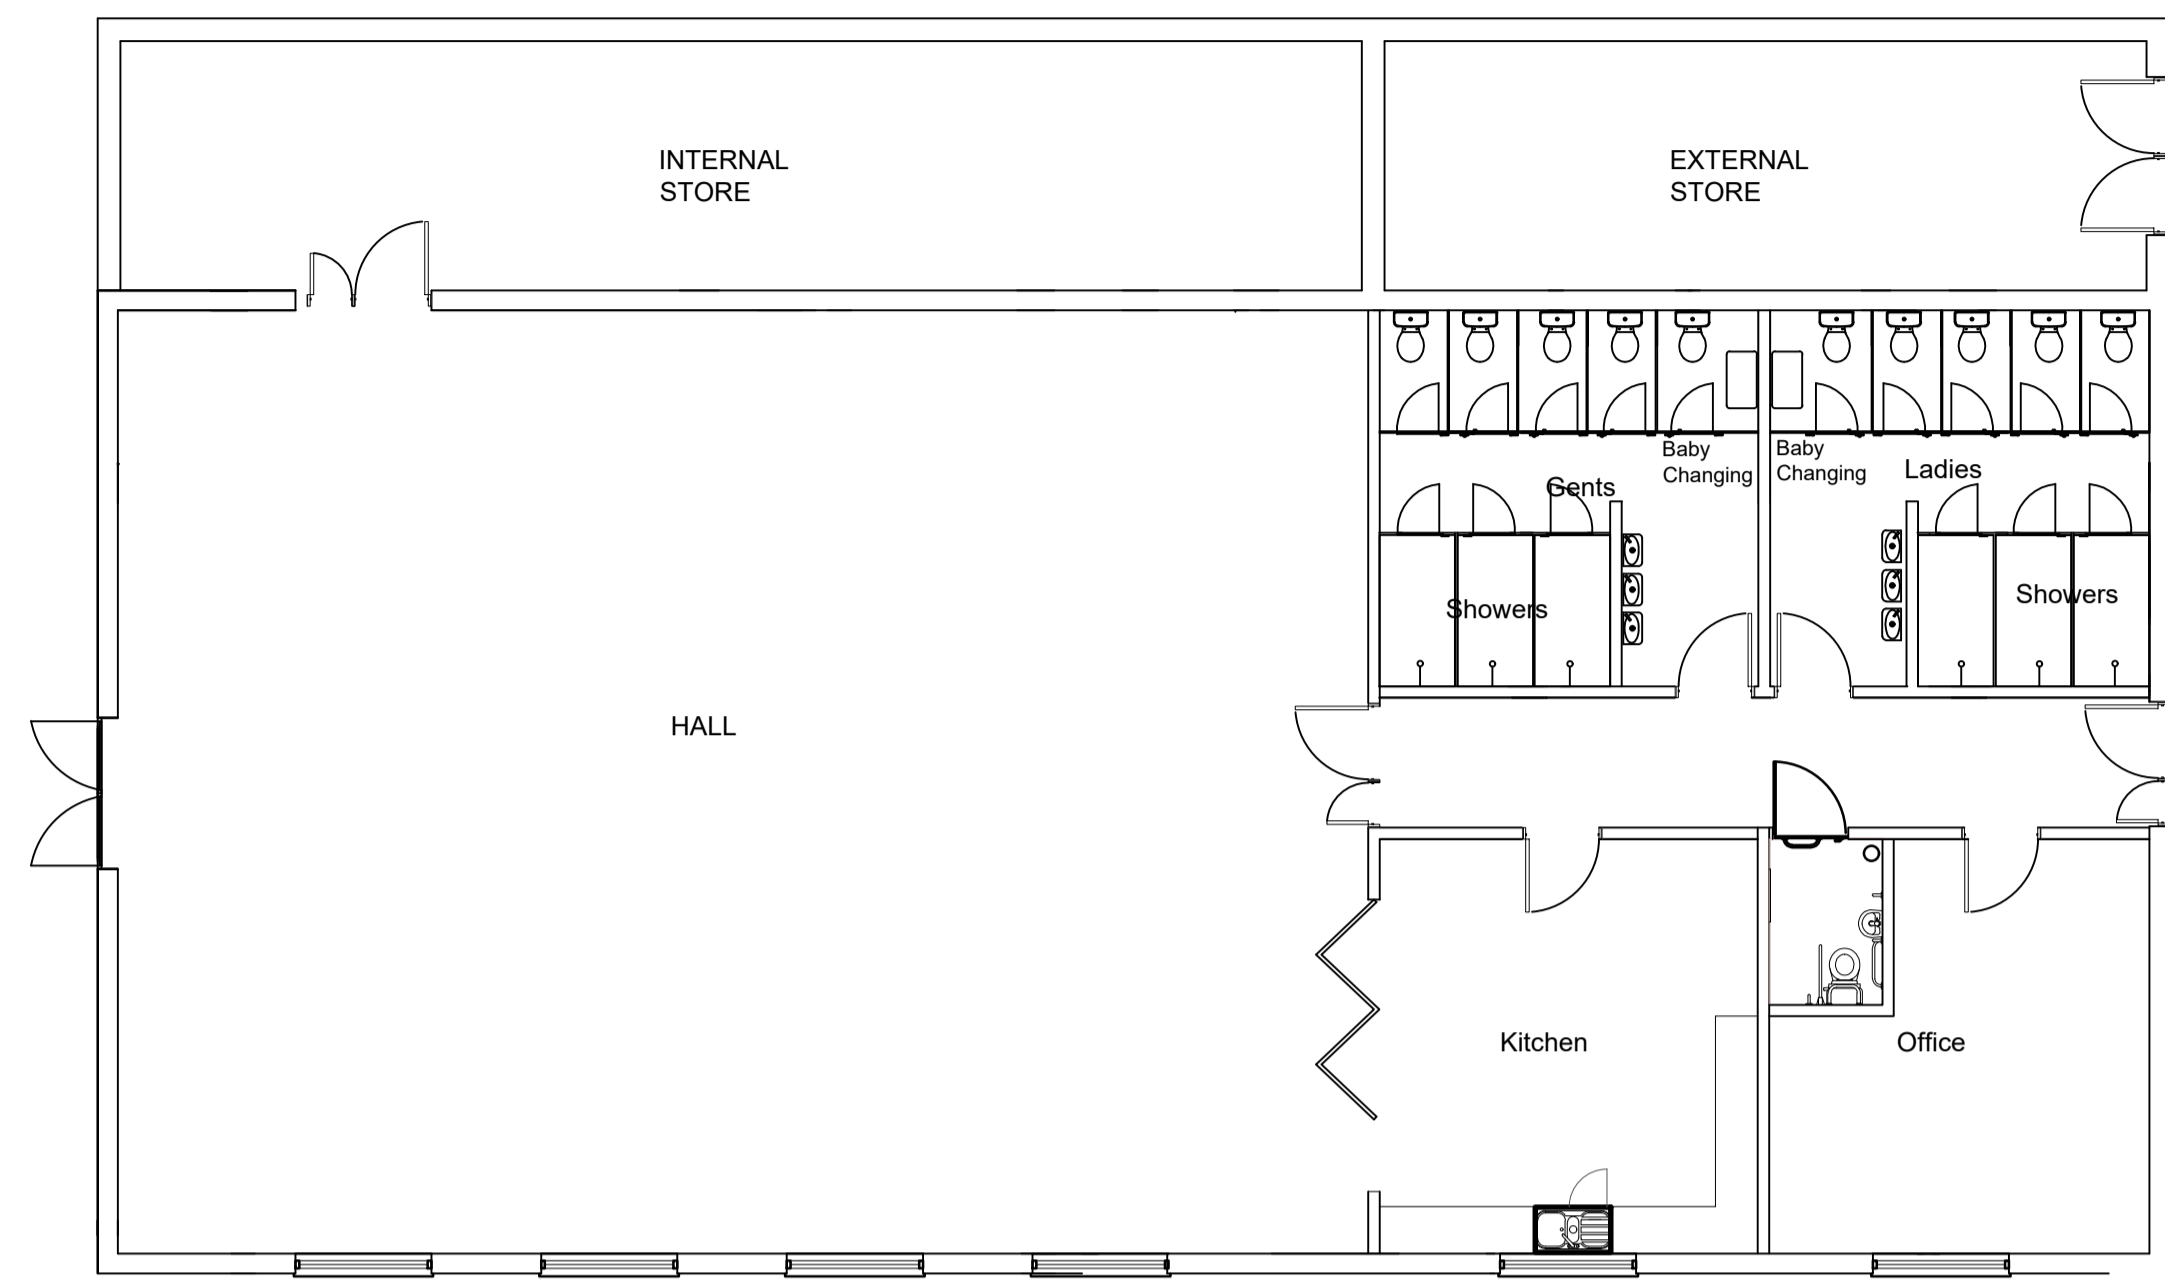 INTERNAL
STORE
EXTERNAL
STORE
Baby
Changing
Baby
Changing
Ladies
Gents
Showers
Showers
HALL
Kitchen
Office